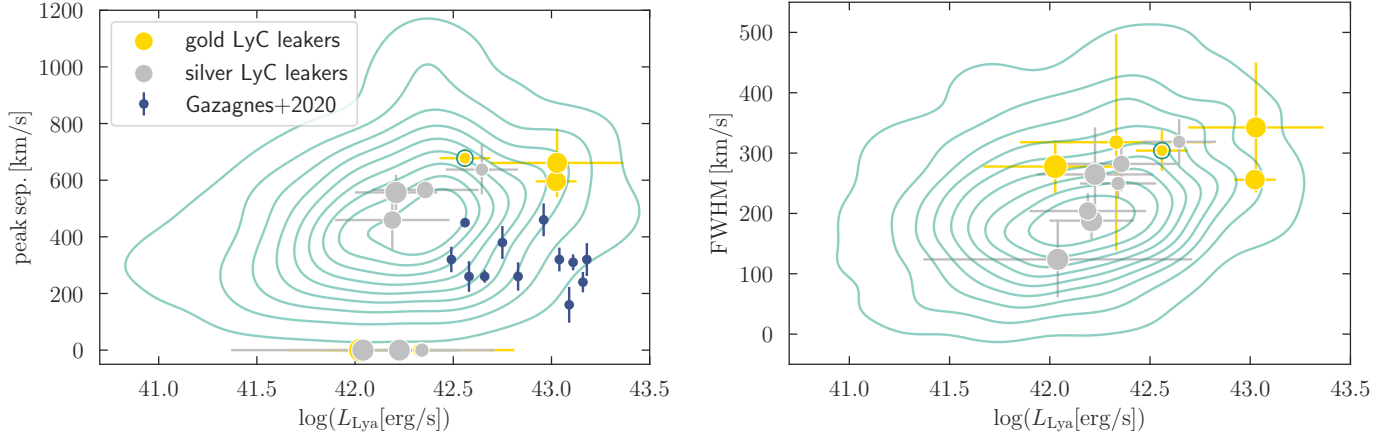 1200
1000
800
600
400
200
0
peak sep. [km/s]
gold LyC leakers
silver LyC leakers
Gazagnes+2020
41.0 41.5 42.0 42.5 43.0 43.5
log(L_Lya[erg/s])
500
400
300
200
100
0
FWHM [km/s]
41.0 41.5 42.0 42.5 43.0 43.5
log(L_Lya[erg/s])